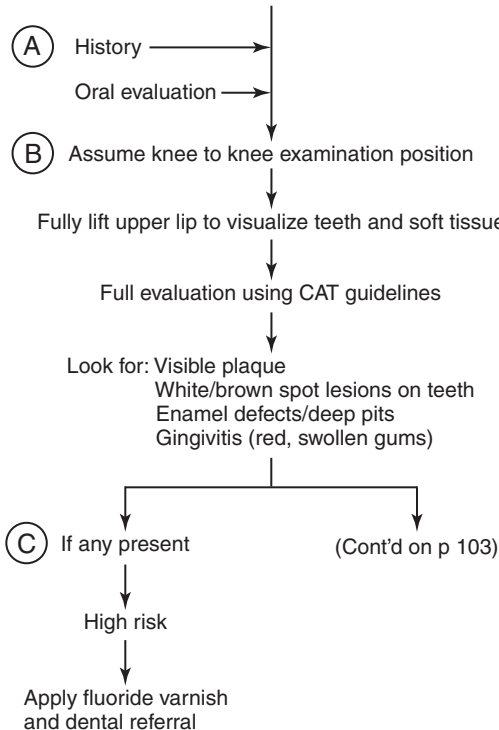 A
History
Oral evaluation
B
Assume knee to knee examination position
Fully lift upper lip to visualize teeth and soft tissue
Full evaluation using CAT guidelines
Look for: Visible plaque
White/brown spot lesions on teeth
Enamel defects/deep pits
Gingivitis (red, swollen gums)
C
If any present
(Cont'd on p 103)
High risk
Apply fluoride varnish
and dental referral